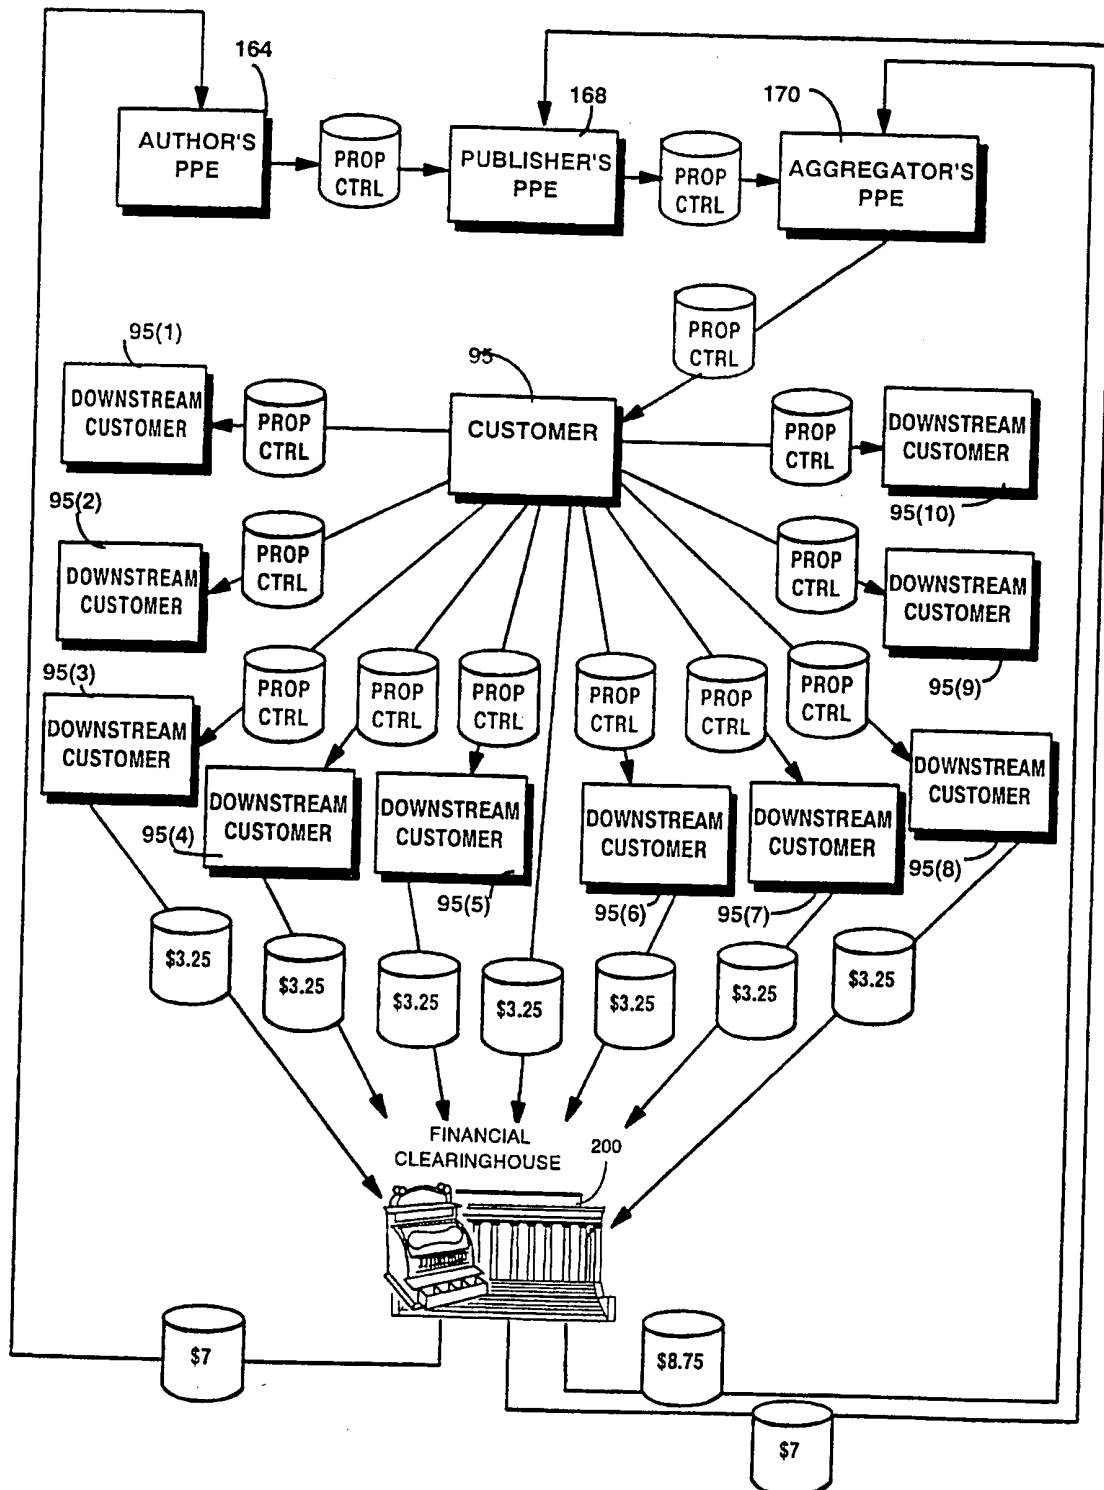 164
168
170
AUTHOR'S
PPE
PROP
CTRL
PUBLISHER'S
PPE
PROP
CTRL
AGGREGATOR'S
PPE
PROP
CTRL
95(1)
95
DOWNSTREAM
CUSTOMER
PROP
CTRL
CUSTOMER
PROP
CTRL
DOWNSTREAM
CUSTOMER
95(10)
95(2)
DOWNSTREAM
CUSTOMER
PROP
CTRL
PROP
CTRL
DOWNSTREAM
CUSTOMER
95(9)
95(3)
DOWNSTREAM
CUSTOMER
PROP
CTRL
PROP
CTRL
PROP
CTRL
PROP
CTRL
PROP
CTRL
PROP
CTRL
DOWNSTREAM
CUSTOMER
95(4)
DOWNSTREAM
CUSTOMER
95(5)
DOWNSTREAM
CUSTOMER
95(6)
DOWNSTREAM
CUSTOMER
95(7)
DOWNSTREAM
CUSTOMER
95(8)
$3.25
$3.25
$3.25
$3.25
$3.25
$3.25
$3.25
FINANCIAL
CLEARINGHOUSE
200
$7
$8.75
$7